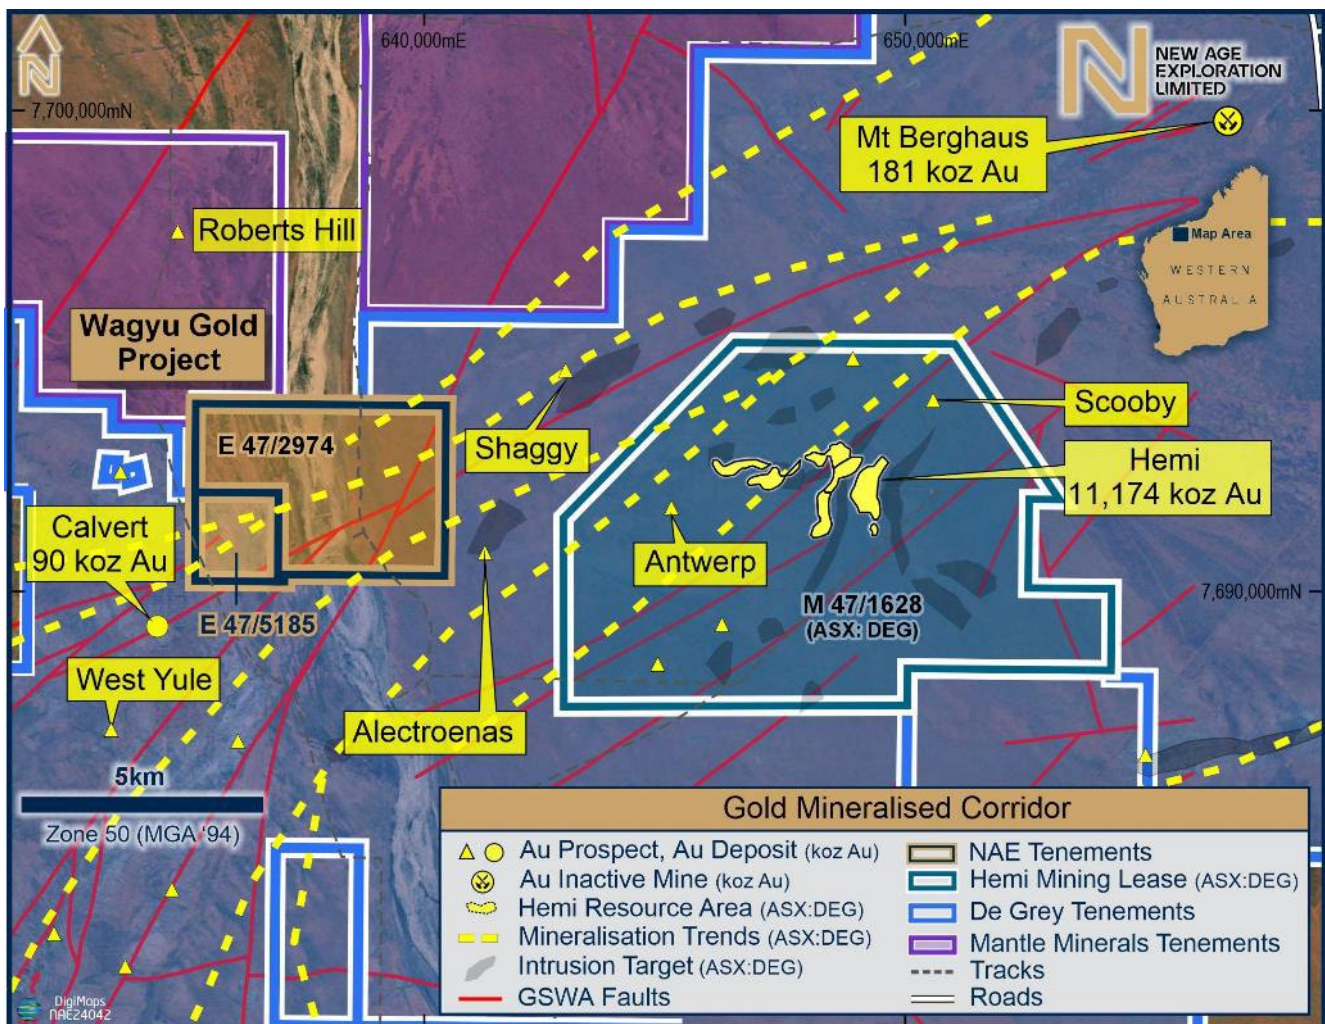 N
640,000mE
650,000mE
N
NEW AGE
EXPLORATION
LIMITED
7,700,000mN
Mt Berghaus
181 koz Au
Roberts Hill
Map Area
WESTERN
AUSTRALIA
Wagyu Gold
Project
Scooby
E 47/2974
Shaggy
Hemi
11,174 koz Au
Calvert
90 koz Au
Antwerp
7,690,000mN
M 47/1628
(ASX: DEG)
E 47/5185
West Yule
Alectroenas
5km
Zone 50 (MGA '94)
Gold Mineralised Corridor
Au Prospect, Au Deposit (koz Au)
Au Inactive Mine (koz Au)
Hemi Resource Area (ASX:DEG)
Mineralisation Trends (ASX:DEG)
Intrusion Target (ASX:DEG)
GSWA Faults
NAE Tenements
Hemi Mining Lease (ASX:DEG)
De Grey Tenements
Mantle Minerals Tenements
Tracks
Roads
DigiMaps
NAE24042